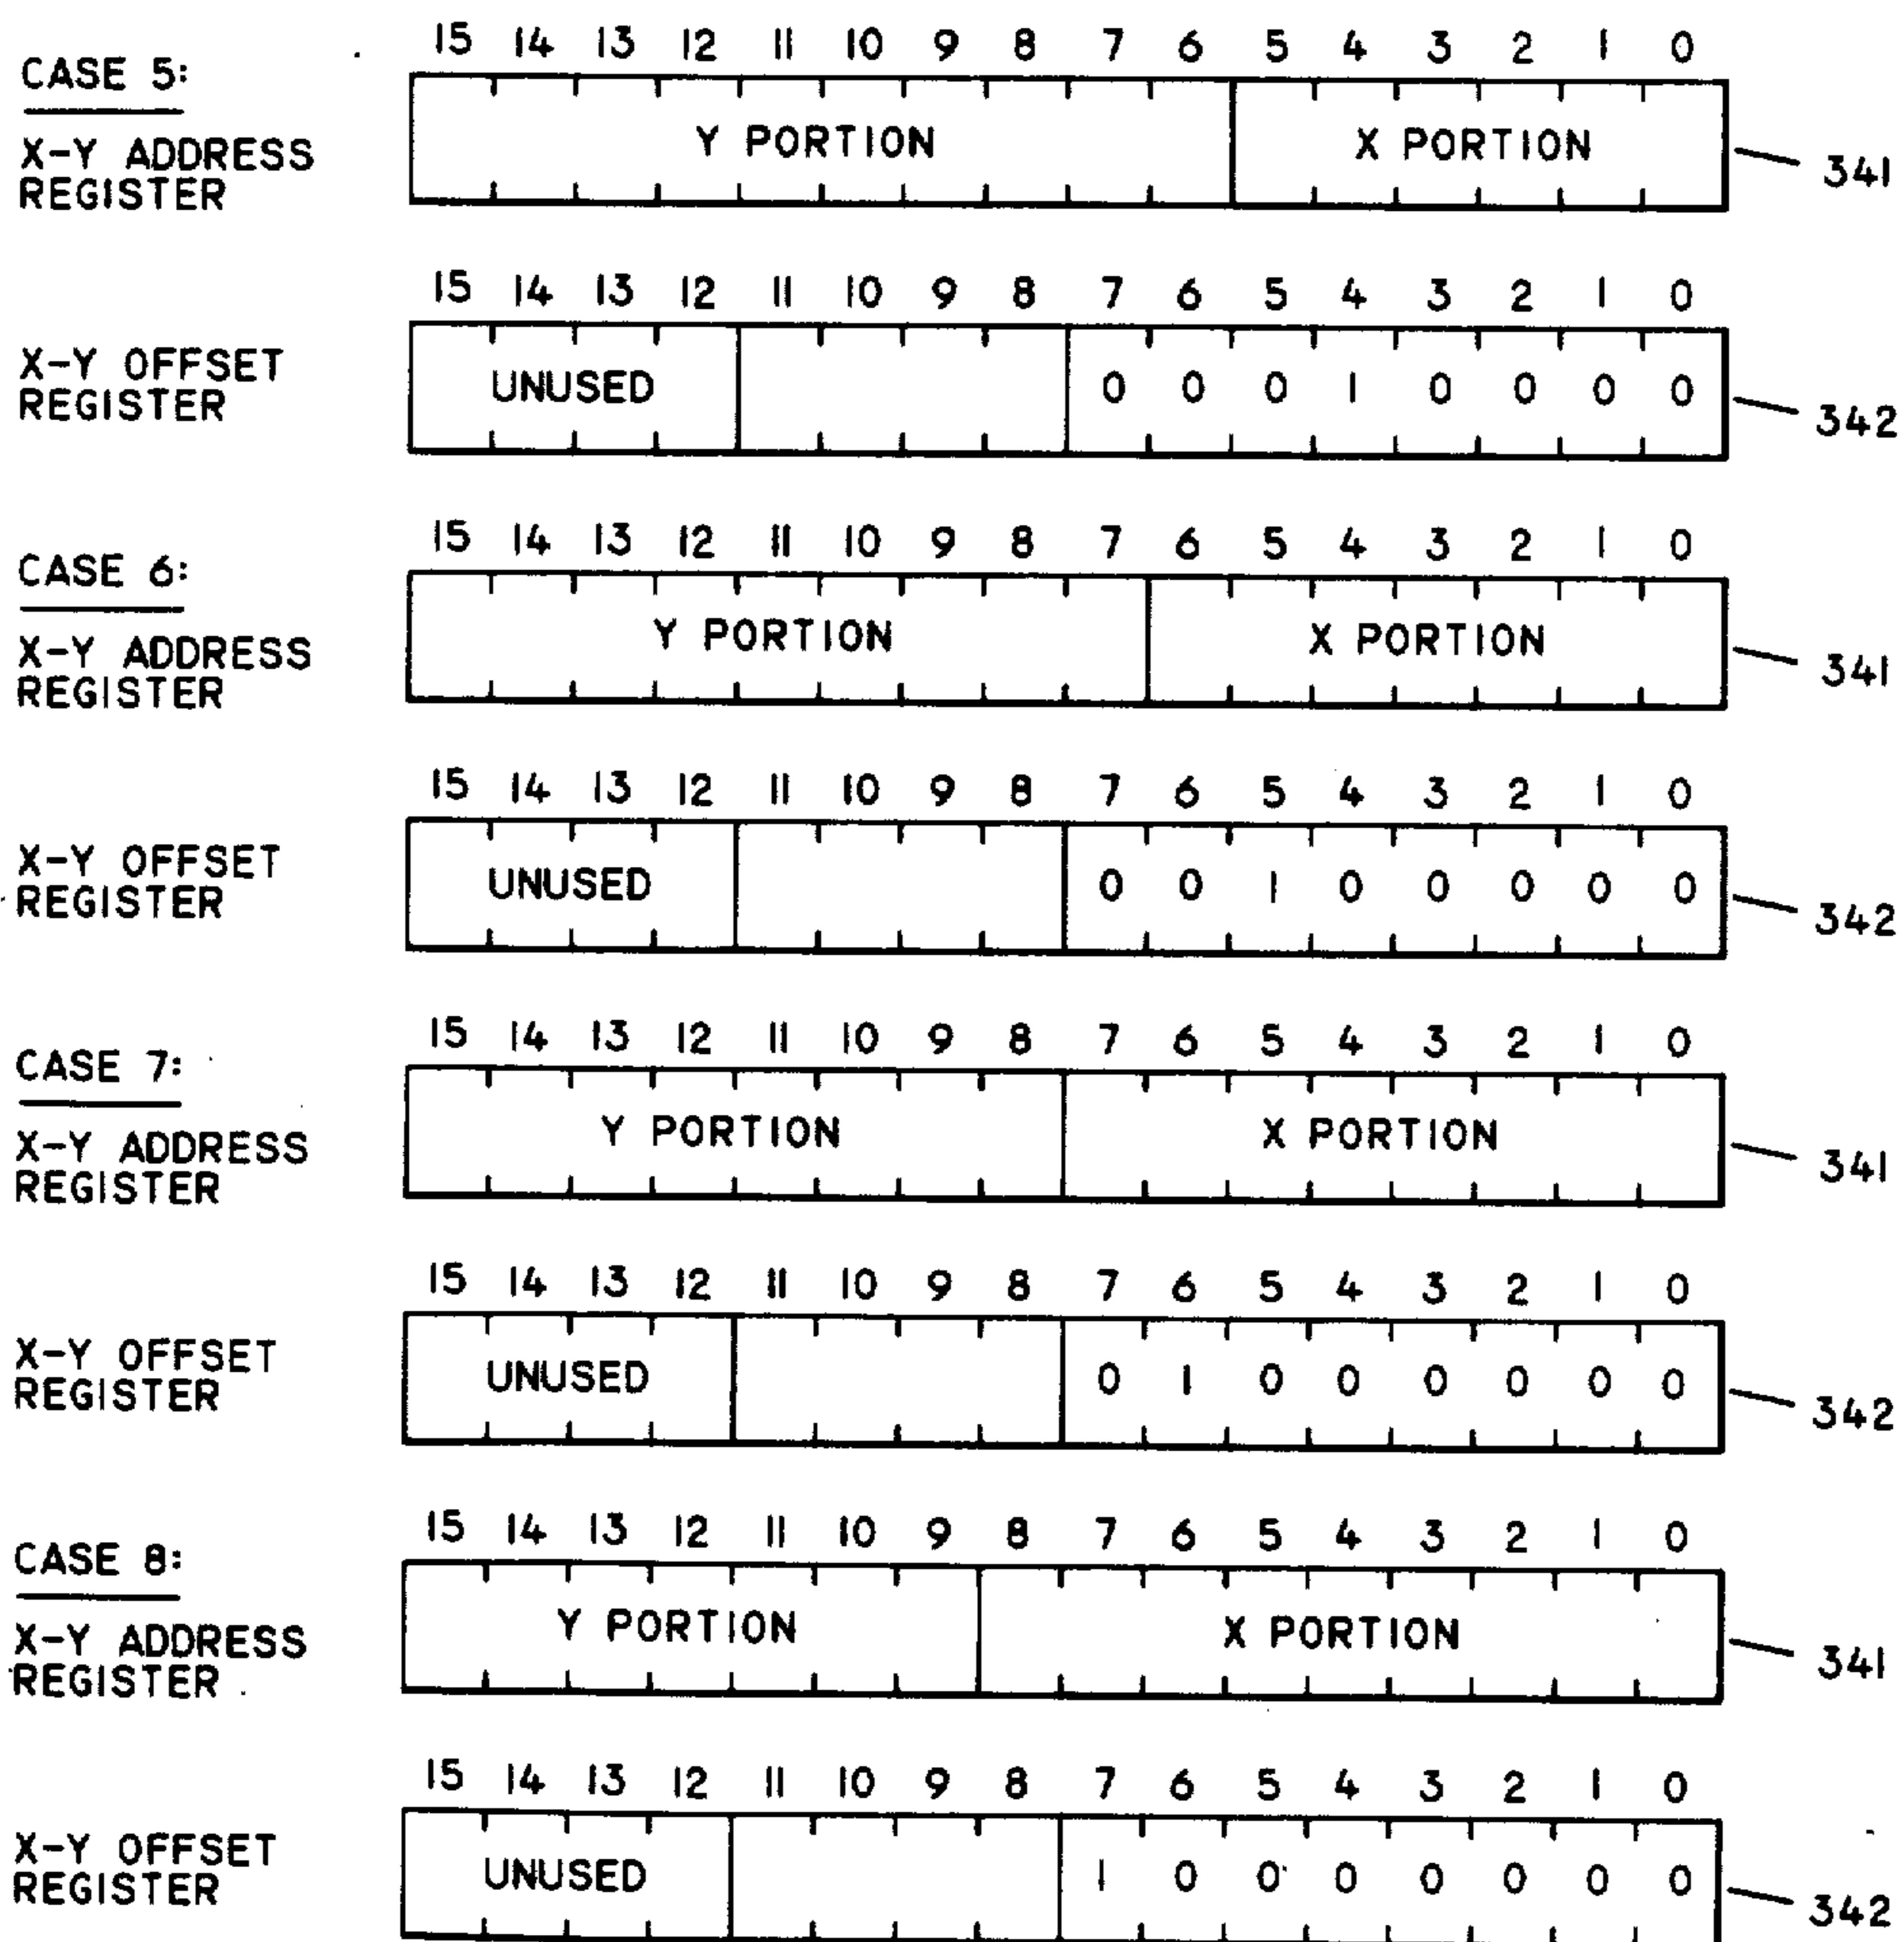 15 14 13 12 11 10 9 8 7 6 5 4 3 2 1 0
CASE 5:
X-Y ADDRESS
REGISTER
Y PORTION X PORTION
341
15 14 13 12 11 10 9 8 7 6 5 4 3 2 1 0
X-Y OFFSET
REGISTER
UNUSED 0 0 0 1 0 0 0 0
342
15 14 13 12 11 10 9 8 7 6 5 4 3 2 1 0
CASE 6:
X-Y ADDRESS
REGISTER
Y PORTION X PORTION
341
15 14 13 12 11 10 9 8 7 6 5 4 3 2 1 0
X-Y OFFSET
REGISTER
UNUSED 0 0 1 0 0 0 0 0
342
15 14 13 12 11 10 9 8 7 6 5 4 3 2 1 0
CASE 7:
X-Y ADDRESS
REGISTER
Y PORTION X PORTION
341
15 14 13 12 11 10 9 8 7 6 5 4 3 2 1 0
X-Y OFFSET
REGISTER
UNUSED 0 1 0 0 0 0 0 0
342
15 14 13 12 11 10 9 8 7 6 5 4 3 2 1 0
CASE 8:
X-Y ADDRESS
REGISTER
Y PORTION X PORTION
341
15 14 13 12 11 10 9 8 7 6 5 4 3 2 1 0
X-Y OFFSET
REGISTER
UNUSED 1 0 0 0 0 0 0 0
342